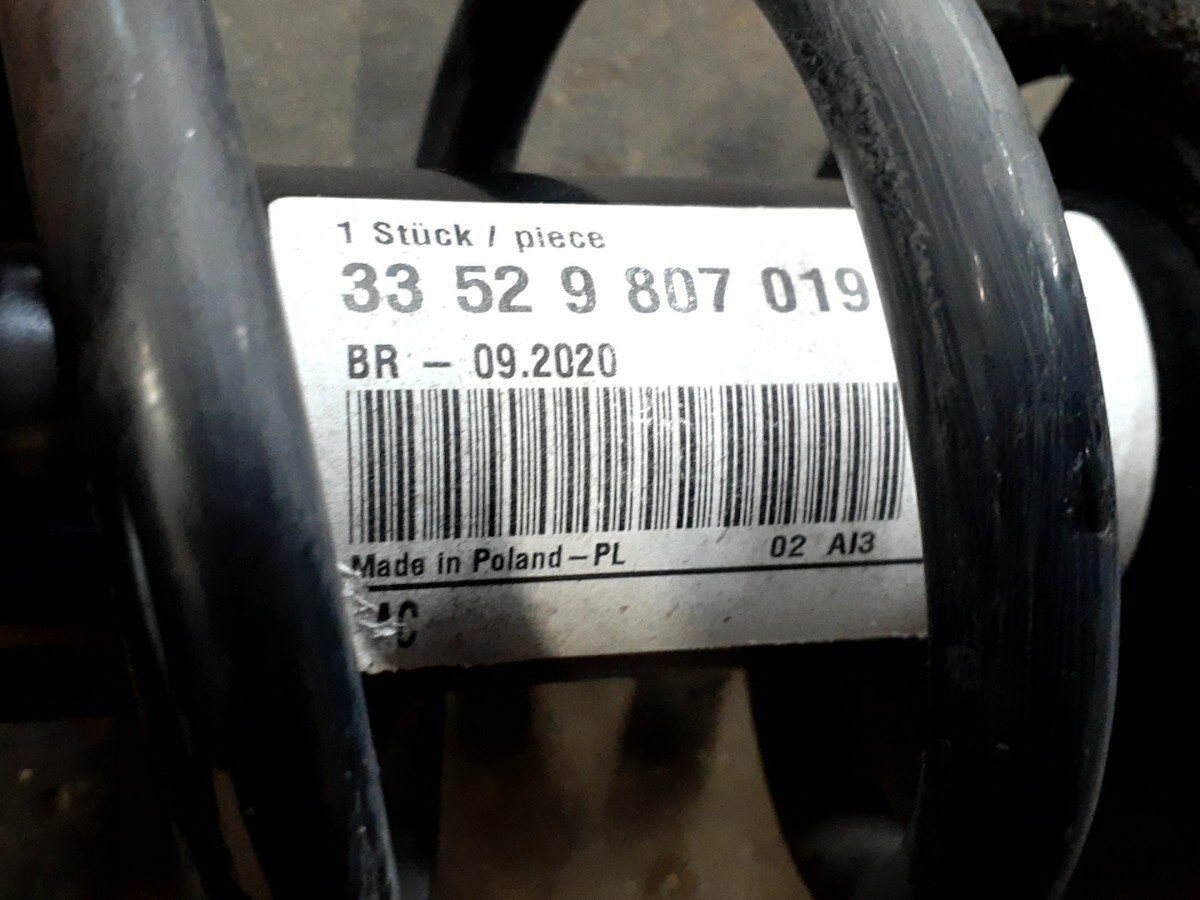 1 Stück / piece
33 52 9 807 019
BR – 09.2020
Made in Poland – PL
02 AI3